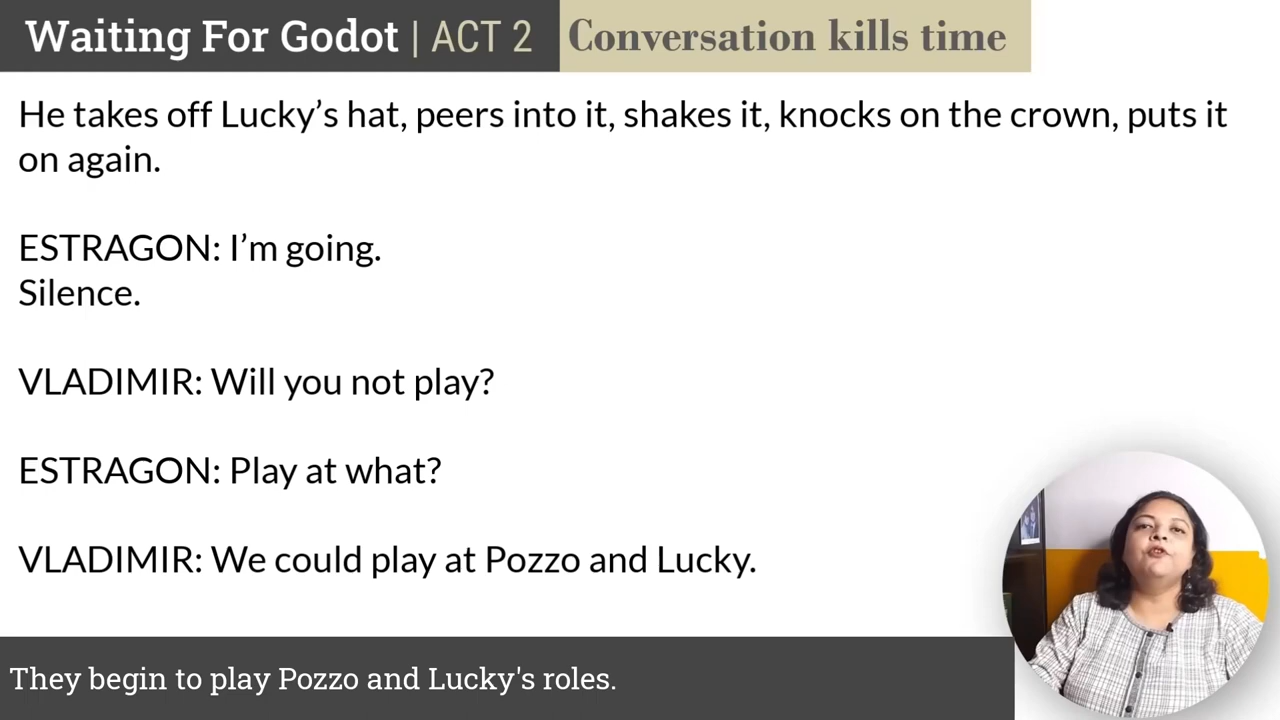 Waiting For Godot | ACT 2 Conversation kills time
He takes off Lucky’s hat, peers into it, shakes it, knocks on the crown, puts it
on again.
ESTRAGON: I’m going.
Silence.
VLADIMIR: Will you not play?
ESTRAGON: Play at what?
VLADIMIR: We could play at Pozzo and Lucky.
They begin to play Pozzo and Lucky's roles.